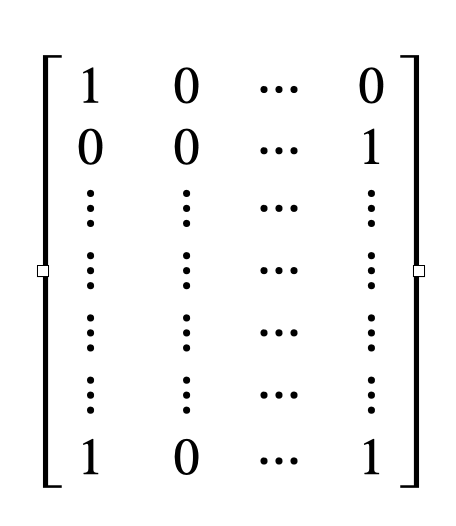 1 0 ⋯ 0
0 0 ⋯ 1
⋮ ⋮ ⋯ ⋮
⋮ ⋮ ⋯ ⋮
⋮ ⋮ ⋯ ⋮
⋮ ⋮ ⋯ ⋮
1 0 ⋯ 1